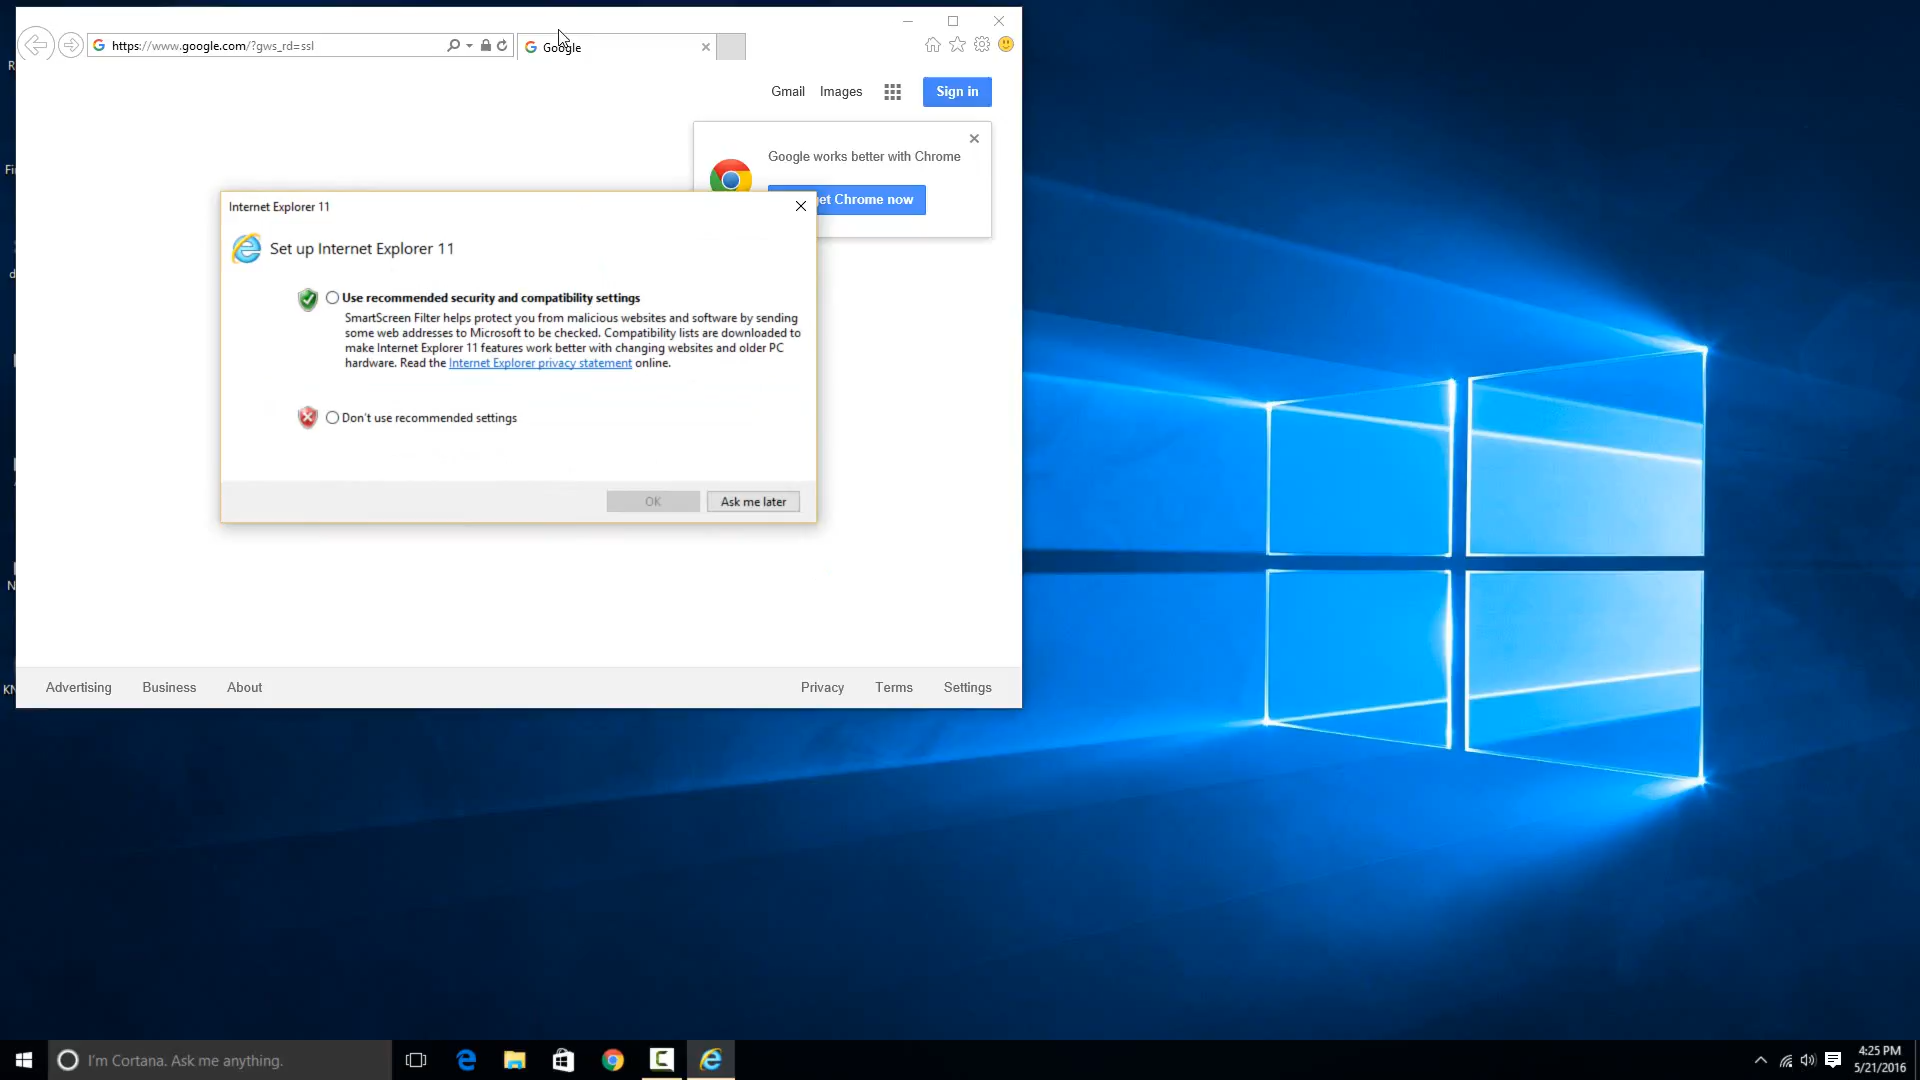 https://www.google.com/?gws_rd=ssl
Google
Gmail Images
Sign in
Google works better with Chrome
get Chrome now
Internet Explorer 11
Set up Internet Explorer 11
Use recommended security and compatibility settings
SmartScreen Filter helps protect you from malicious websites and software by sending
some web addresses to Microsoft to be checked. Compatibility lists are downloaded to
make Internet Explorer 11 features work better with changing websites and older PC
hardware. Read the Internet Explorer privacy statement online.
Don't use recommended settings
OK Ask me later
Advertising Business About Privacy Terms Settings
R
Fi
d
N
KN
I'm Cortana. Ask me anything.
4:25 PM
5/21/2016